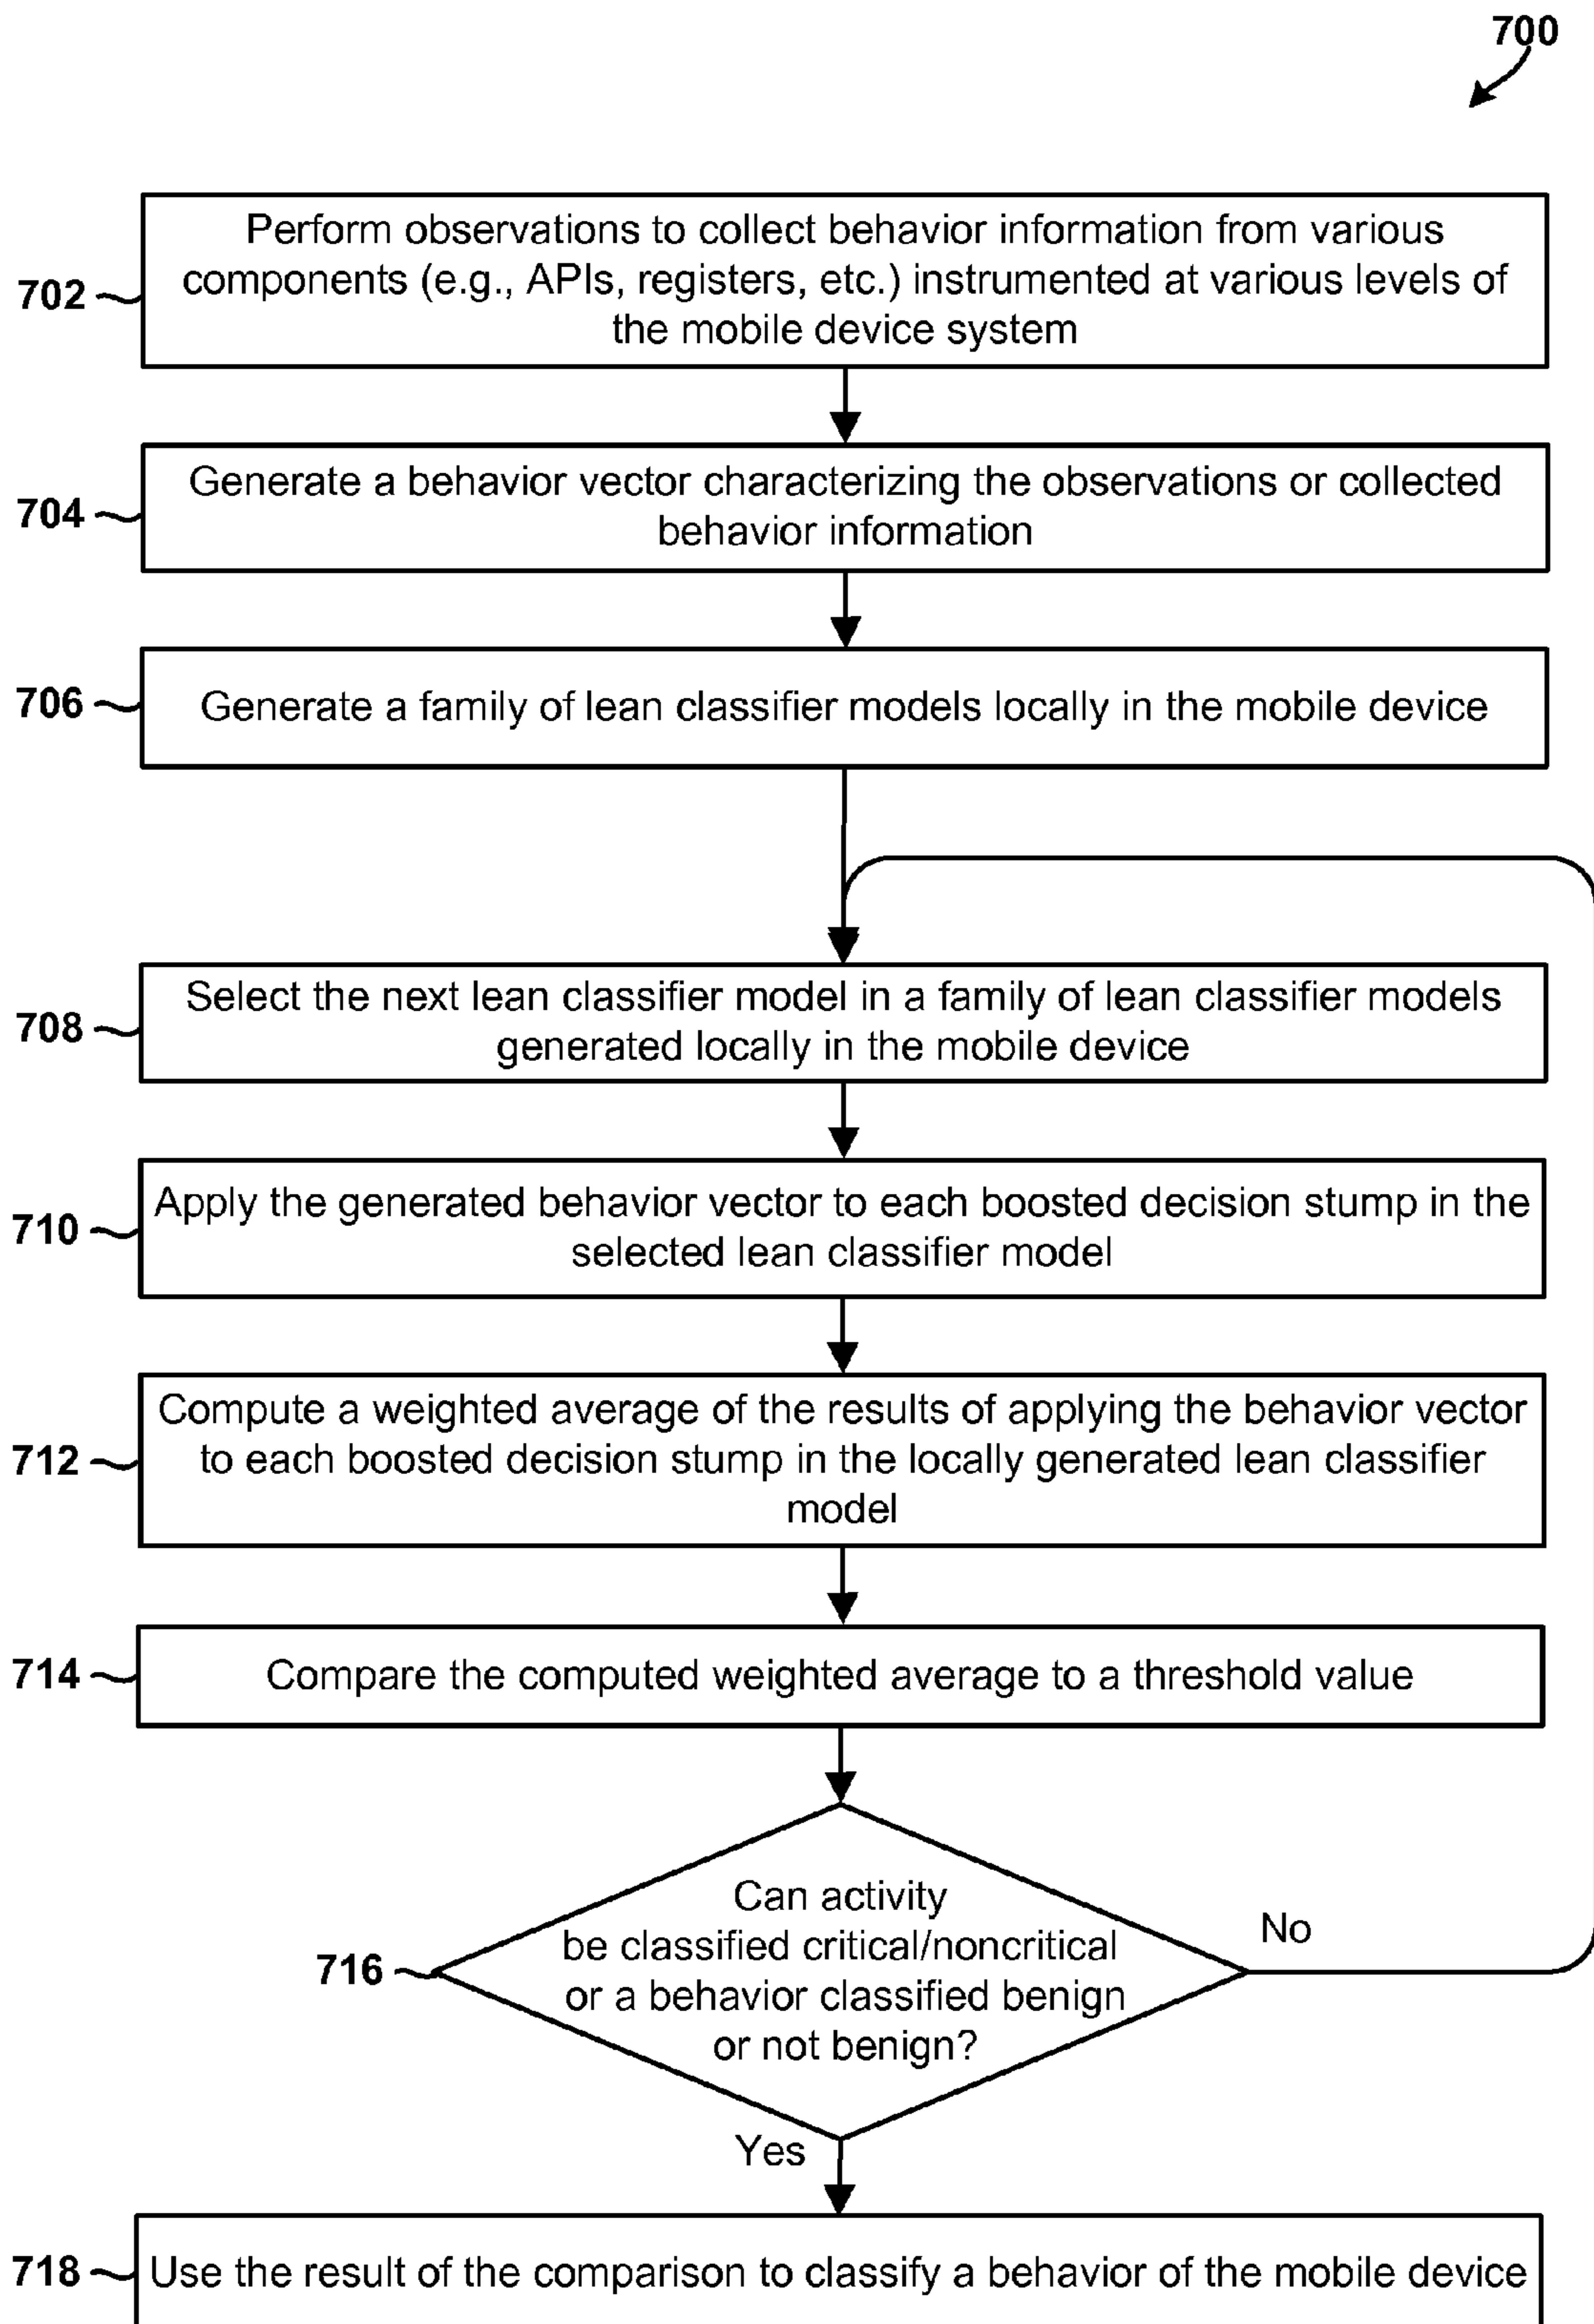 700
Perform observations to collect behavior information from various
components (e.g., APIs, registers, etc.) instrumented at various levels of
the mobile device system
702
Generate a behavior vector characterizing the observations or collected
behavior information
704
706
Generate a family of lean classifier models locally in the mobile device
Select the next lean classifier model in a family of lean classifier models
generated locally in the mobile device
708
Apply the generated behavior vector to each boosted decision stump in the
selected lean classifier model
710
Compute a weighted average of the results of applying the behavior vector
to each boosted decision stump in the locally generated lean classifier
model
712
714
Compare the computed weighted average to a threshold value
Can activity
be classified critical/noncritical
or a behavior classified benign
or not benign?
716
No
Yes
718
Use the result of the comparison to classify a behavior of the mobile device